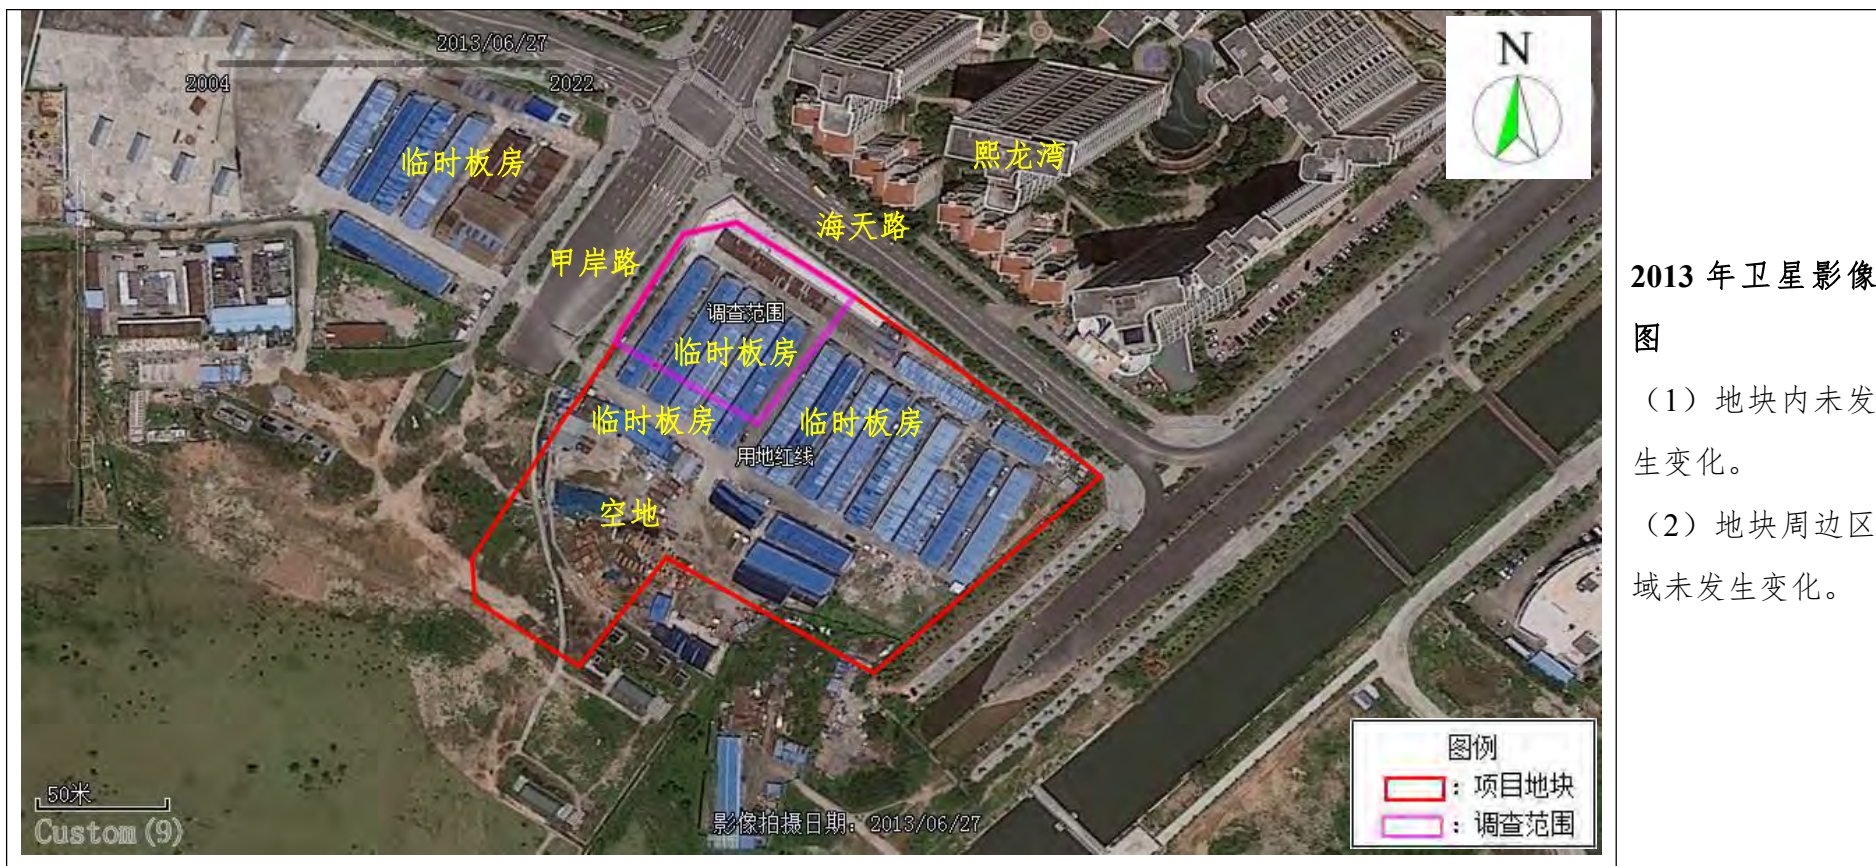 2013/06/27
2004
2022
N
临时板房
熙龙湾
海天路
甲岸路
调查范围
临时板房
临时板房
临时板房
用地红线
空地
50米
Custom (9)
影像拍摄日期：2013/06/27
图例
：项目地块
：调查范围
2013 年卫星影像
图
（1）地块内未发
生变化。
（2）地块周边区
域未发生变化。